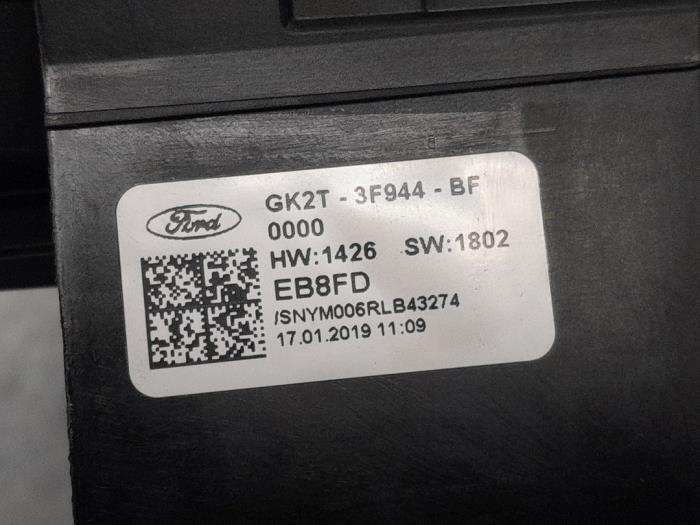 Ford
GK2T - 3F944 - BF
0000
HW:1426 SW:1802
EB8FD
/SNYM006RLB43274
17.01.2019 11:09